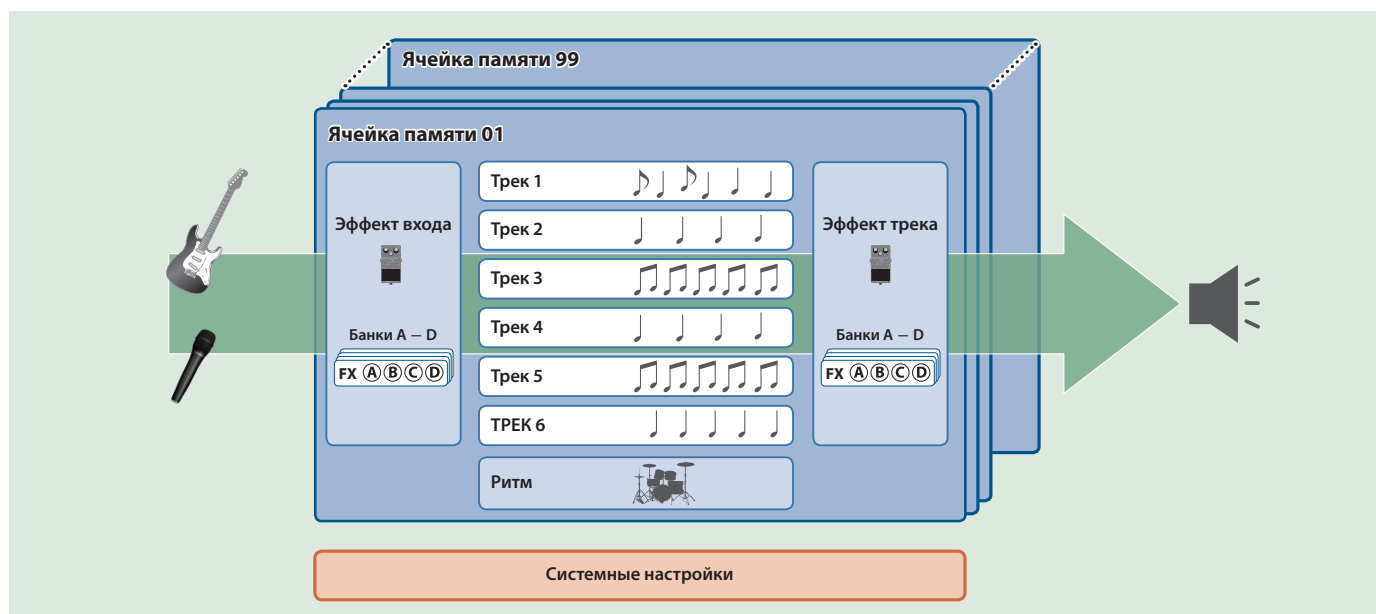 Ячейка памяти 99
Ячейка памяти 01
Эффект входа
Банки A — D
FX A B C D
Трек 1
Трек 2
Трек 3
Трек 4
Трек 5
ТРЕК 6
Ритм
Эффект трека
Банки A — D
FX A B C D
Системные настройки